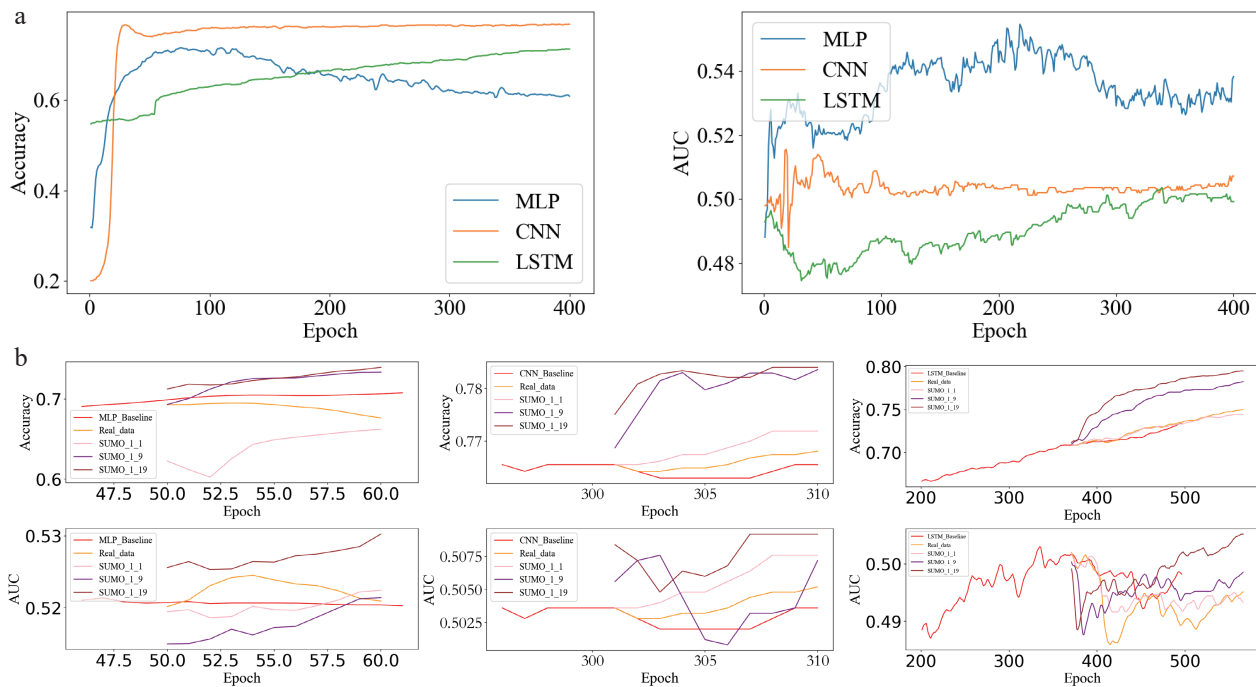 a
Accuracy
0.6
0.4
0.2
0
100
200
300
400
Epoch
MLP
CNN
LSTM
AUC
0.54
0.52
0.50
0.48
0
100
200
300
400
Epoch
MLP
CNN
LSTM
b
Accuracy
0.7
0.6
47.5
50.0
52.5
55.0
57.5
60.0
Epoch
MLP_Baseline
Real_data
SUMO_1_1
SUMO_1_9
SUMO_1_19
Accuracy
0.78
0.77
300
305
310
Epoch
CNN_Baseline
Real_data
SUMO_1_1
SUMO_1_9
SUMO_1_19
Accuracy
0.80
0.75
0.70
200
300
400
500
Epoch
LSTM_Baseline
Real_data
SUMO_1_1
SUMO_1_9
SUMO_1_19
AUC
0.53
0.52
47.5
50.0
52.5
55.0
57.5
60.0
Epoch
MLP_Baseline
Real_data
SUMO_1_1
SUMO_1_9
SUMO_1_19
AUC
0.5075
0.5050
0.5025
300
305
310
Epoch
CNN_Baseline
Real_data
SUMO_1_1
SUMO_1_9
SUMO_1_19
AUC
0.50
0.49
200
300
400
500
Epoch
LSTM_Baseline
Real_data
SUMO_1_1
SUMO_1_9
SUMO_1_19